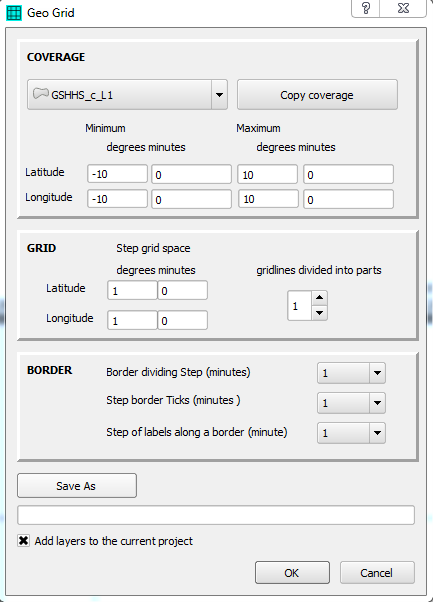 Geo Grid
?
COVERAGE
GSHHS_c_L1 Copy coverage
Minimum Maximum
degrees minutes degrees minutes
Latitude -10 0 10 0
Longitude -10 0 10 0
GRID Step grid space
degrees minutes gridlines divided into parts
Latitude 1 0
1
Longitude 1 0
BORDER Border dividing Step (minutes) 1
Step border Ticks (minutes ) 1
Step of labels along a border (minute) 1
Save As
Add layers to the current project
OK Cancel